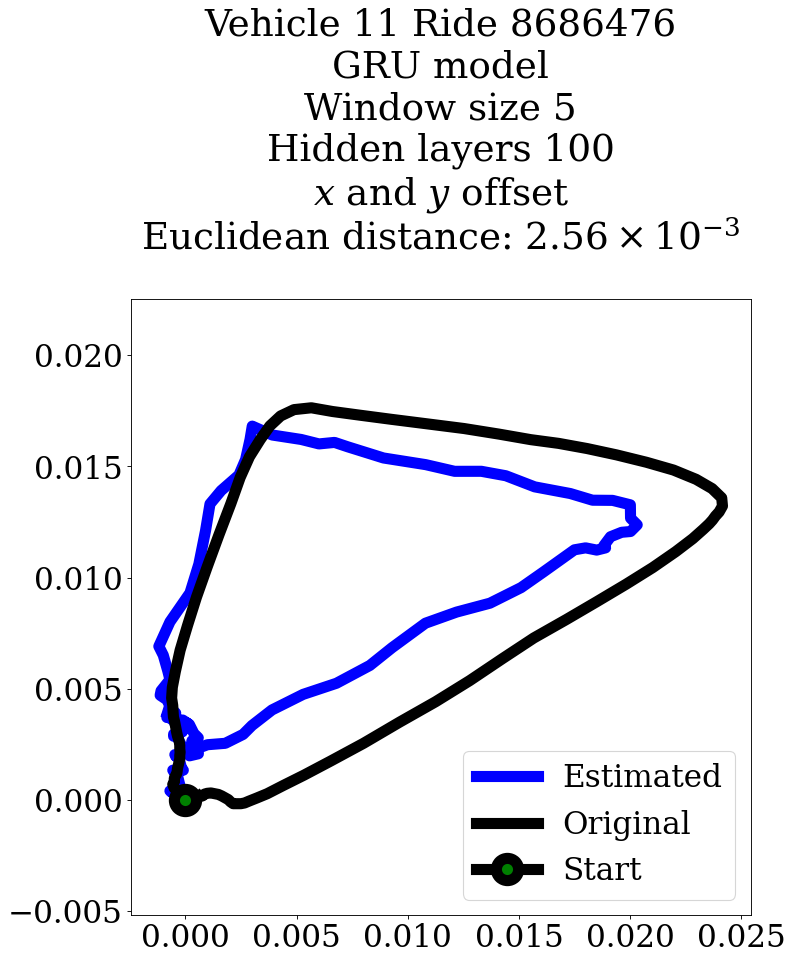 Vehicle 11 Ride 8686476
GRU model
Window size 5
Hidden layers 100
x and y offset
Euclidean distance: 2.56 × 10⁻³
0.020
0.015
0.010
0.005
0.000
−0.005
0.000 0.005 0.010 0.015 0.020 0.025
Estimated
Original
Start